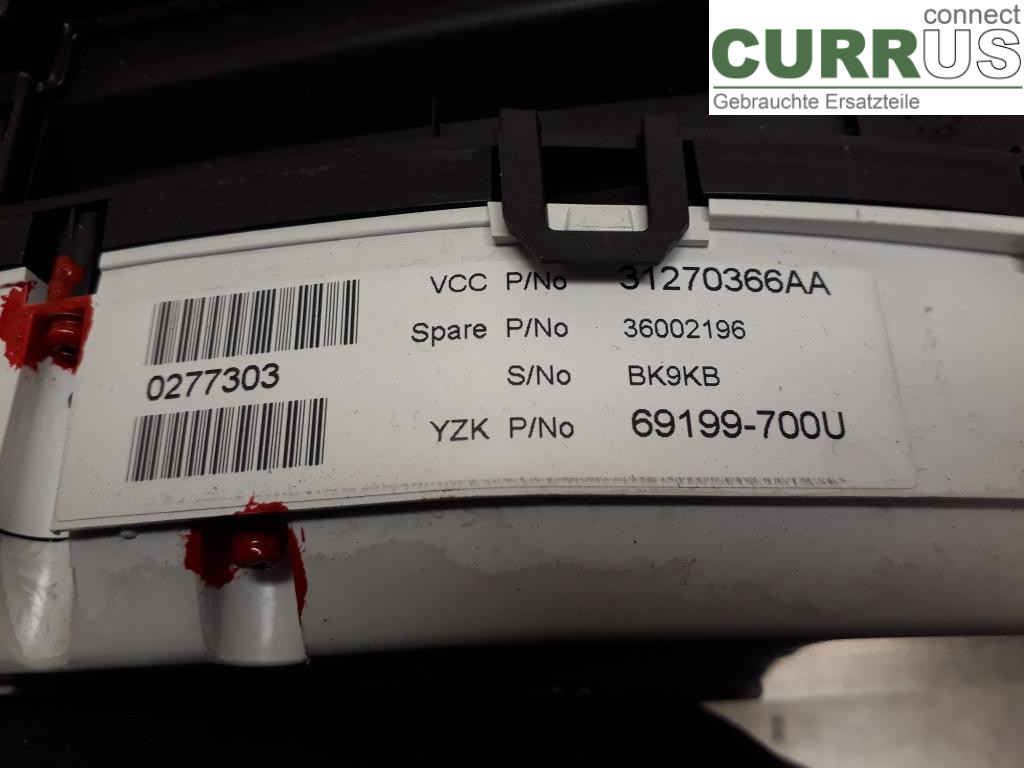 connect
CURRUS
Gebrauchte Ersatzteile
VCC P/No 31270366AA
Spare P/No 36002196
0277303
S/No BK9KB
YZK P/No 69199-700U